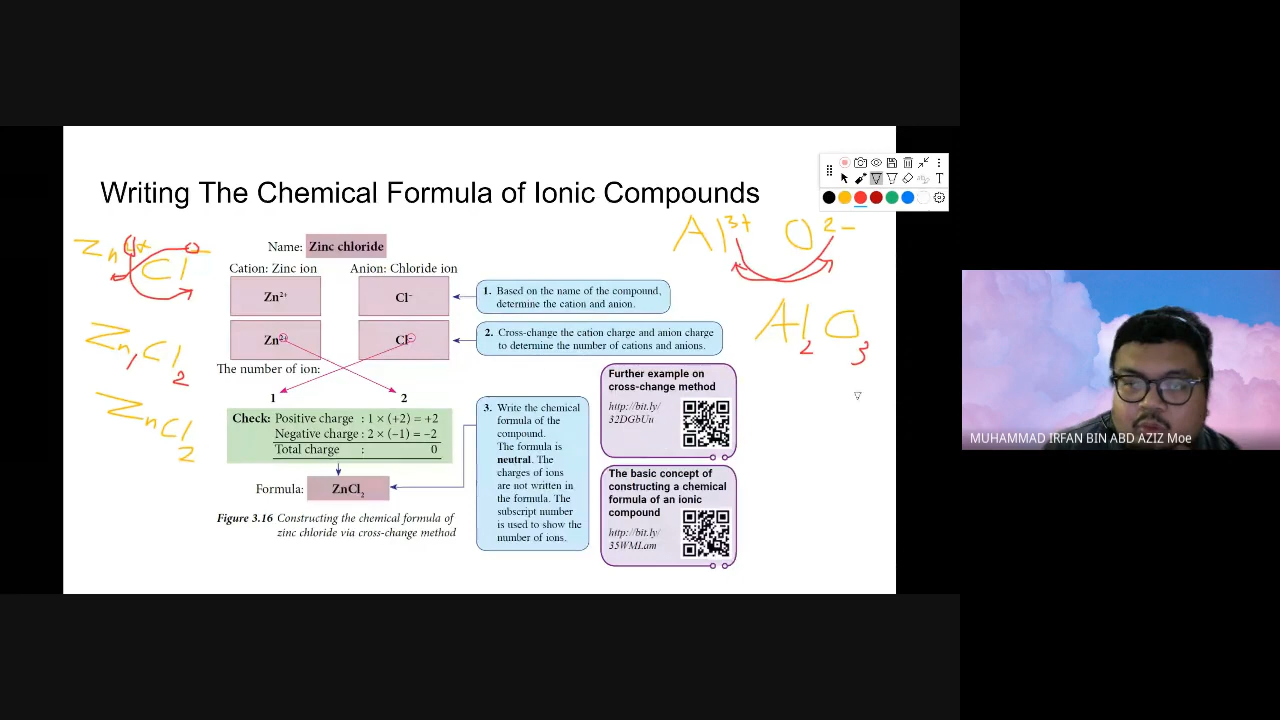 Writing The Chemical Formula of Ionic Compounds
Name: Zinc chloride
Cation: Zinc ion
Anion: Chloride ion
Zn²⁺
Cl⁻
Zn²⁺
Cl⁻
The number of ion:
1
2
Check: Positive charge : 1 × (+2) = +2
Negative charge : 2 × (−1) = −2
Total charge : 0
Formula: ZnCl₂
Figure 3.16 Constructing the chemical formula of
zinc chloride via cross-change method
1. Based on the name of the compound,
determine the cation and anion.
2. Cross-change the cation charge and anion charge
to determine the number of cations and anions.
3. Write the chemical
formula of the
compound.
The formula is
neutral. The
charges of ions
are not written in
the formula. The
subscript number
is used to show the
number of ions.
Further example on
cross-change method
http://bit.ly/
32DGbUu
The basic concept of
constructing a chemical
formula of an ionic
compound
http://bit.ly/
35WMLam
Zn
Cl⁻
Zn₁Cl₂
ZnCl₂
Al³⁺ O²⁻
Al₂O₃
T
MUHAMMAD IRFAN BIN ABD AZIZ Moe